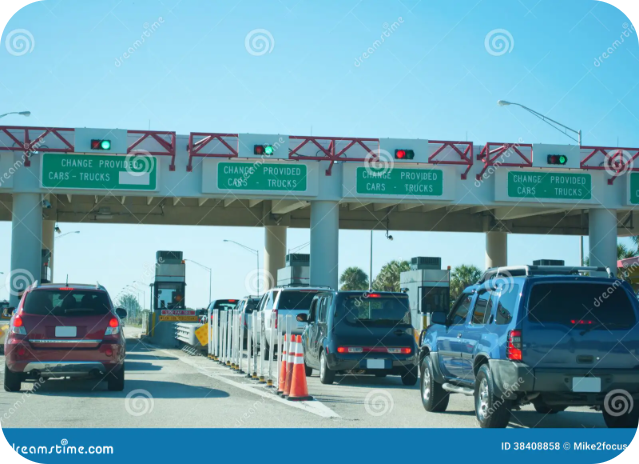 CHANGE PROVIDED
CARS - TRUCKS
CHANGE PROVIDED
CARS - TRUCKS
CHANGE PROVIDED
CARS - TRUCKS
CHANGE PROVIDED
CARS - TRUCKS
dreamstime.com
ID 38408858 © Mike2focus